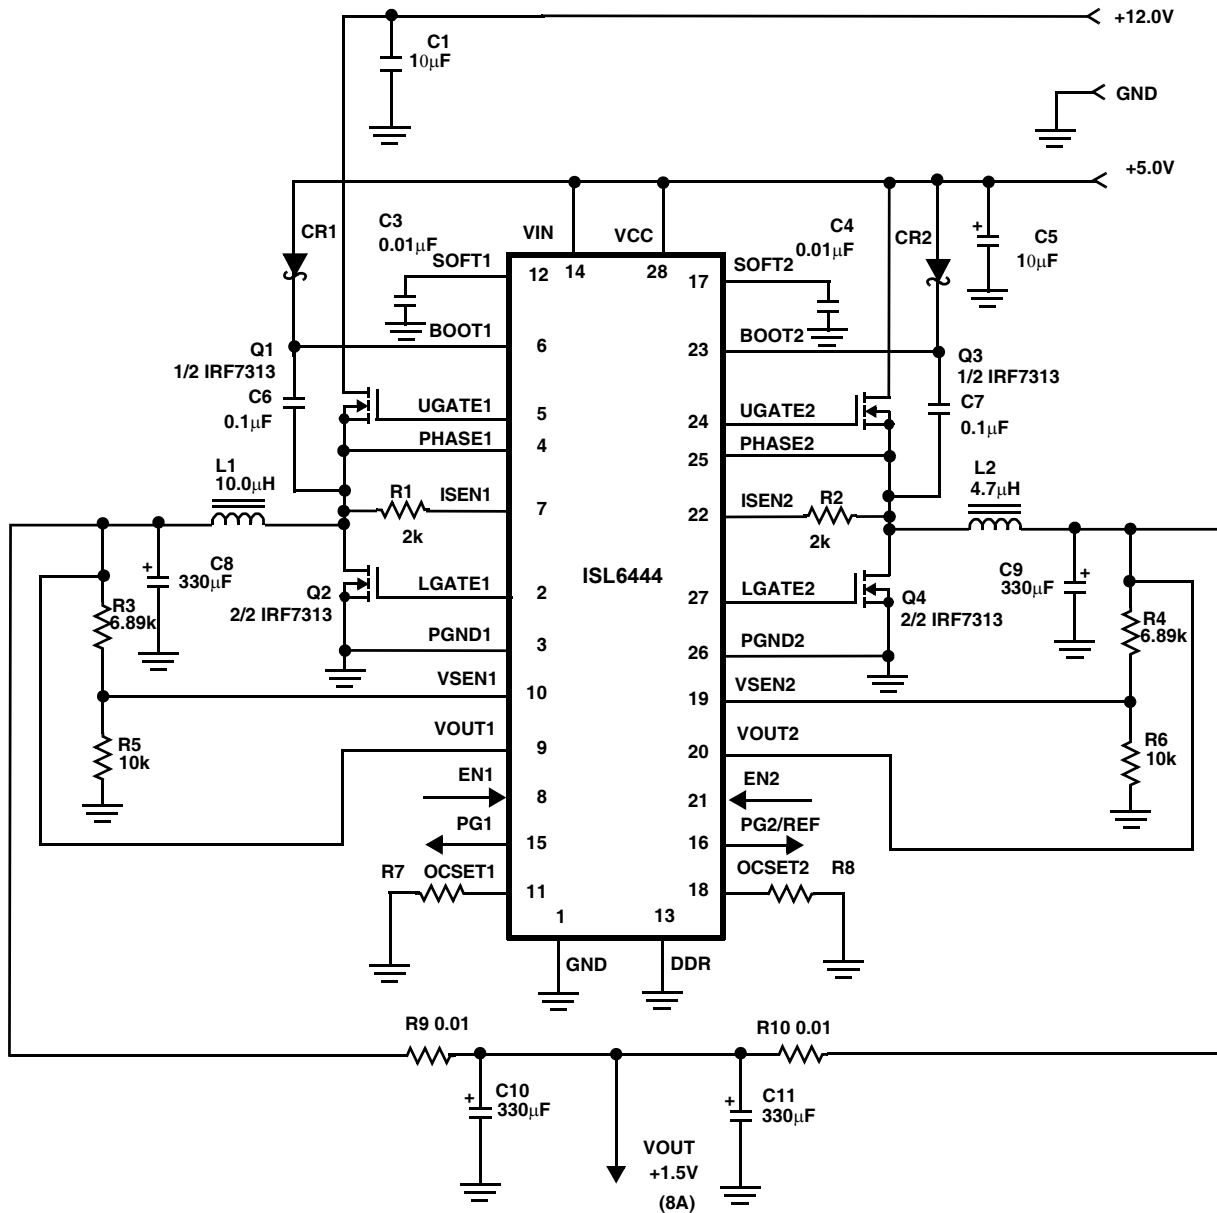 +12.0V
C1
10µF
GND
+5.0V
CR1
C3
0.01µF
VIN
VCC
C4
0.01µF
CR2
+
C5
10µF
SOFT1
12
14
28
17
SOFT2
BOOT1
6
23
BOOT2
Q1
1/2 IRF7313
C6
0.1µF
Q3
1/2 IRF7313
C7
0.1µF
UGATE1
5
24
UGATE2
PHASE1
4
25
PHASE2
L1
10.0µH
R1
2k
ISEN1
7
22
ISEN2
R2
2k
L2
4.7µH
+
C8
330µF
ISL6444
C9
330µF
+
R3
6.89k
Q2
2/2 IRF7313
LGATE1
2
27
LGATE2
Q4
2/2 IRF7313
R4
6.89k
PGND1
3
26
PGND2
VSEN1
10
19
VSEN2
R5
10k
VOUT1
9
20
VOUT2
R6
10k
EN1
8
21
EN2
PG1
15
16
PG2/REF
R7
OCSET1
11
18
OCSET2
R8
1
13
GND
DDR
R9 0.01
R10 0.01
+
C10
330µF
+
C11
330µF
VOUT
+1.5V
(8A)